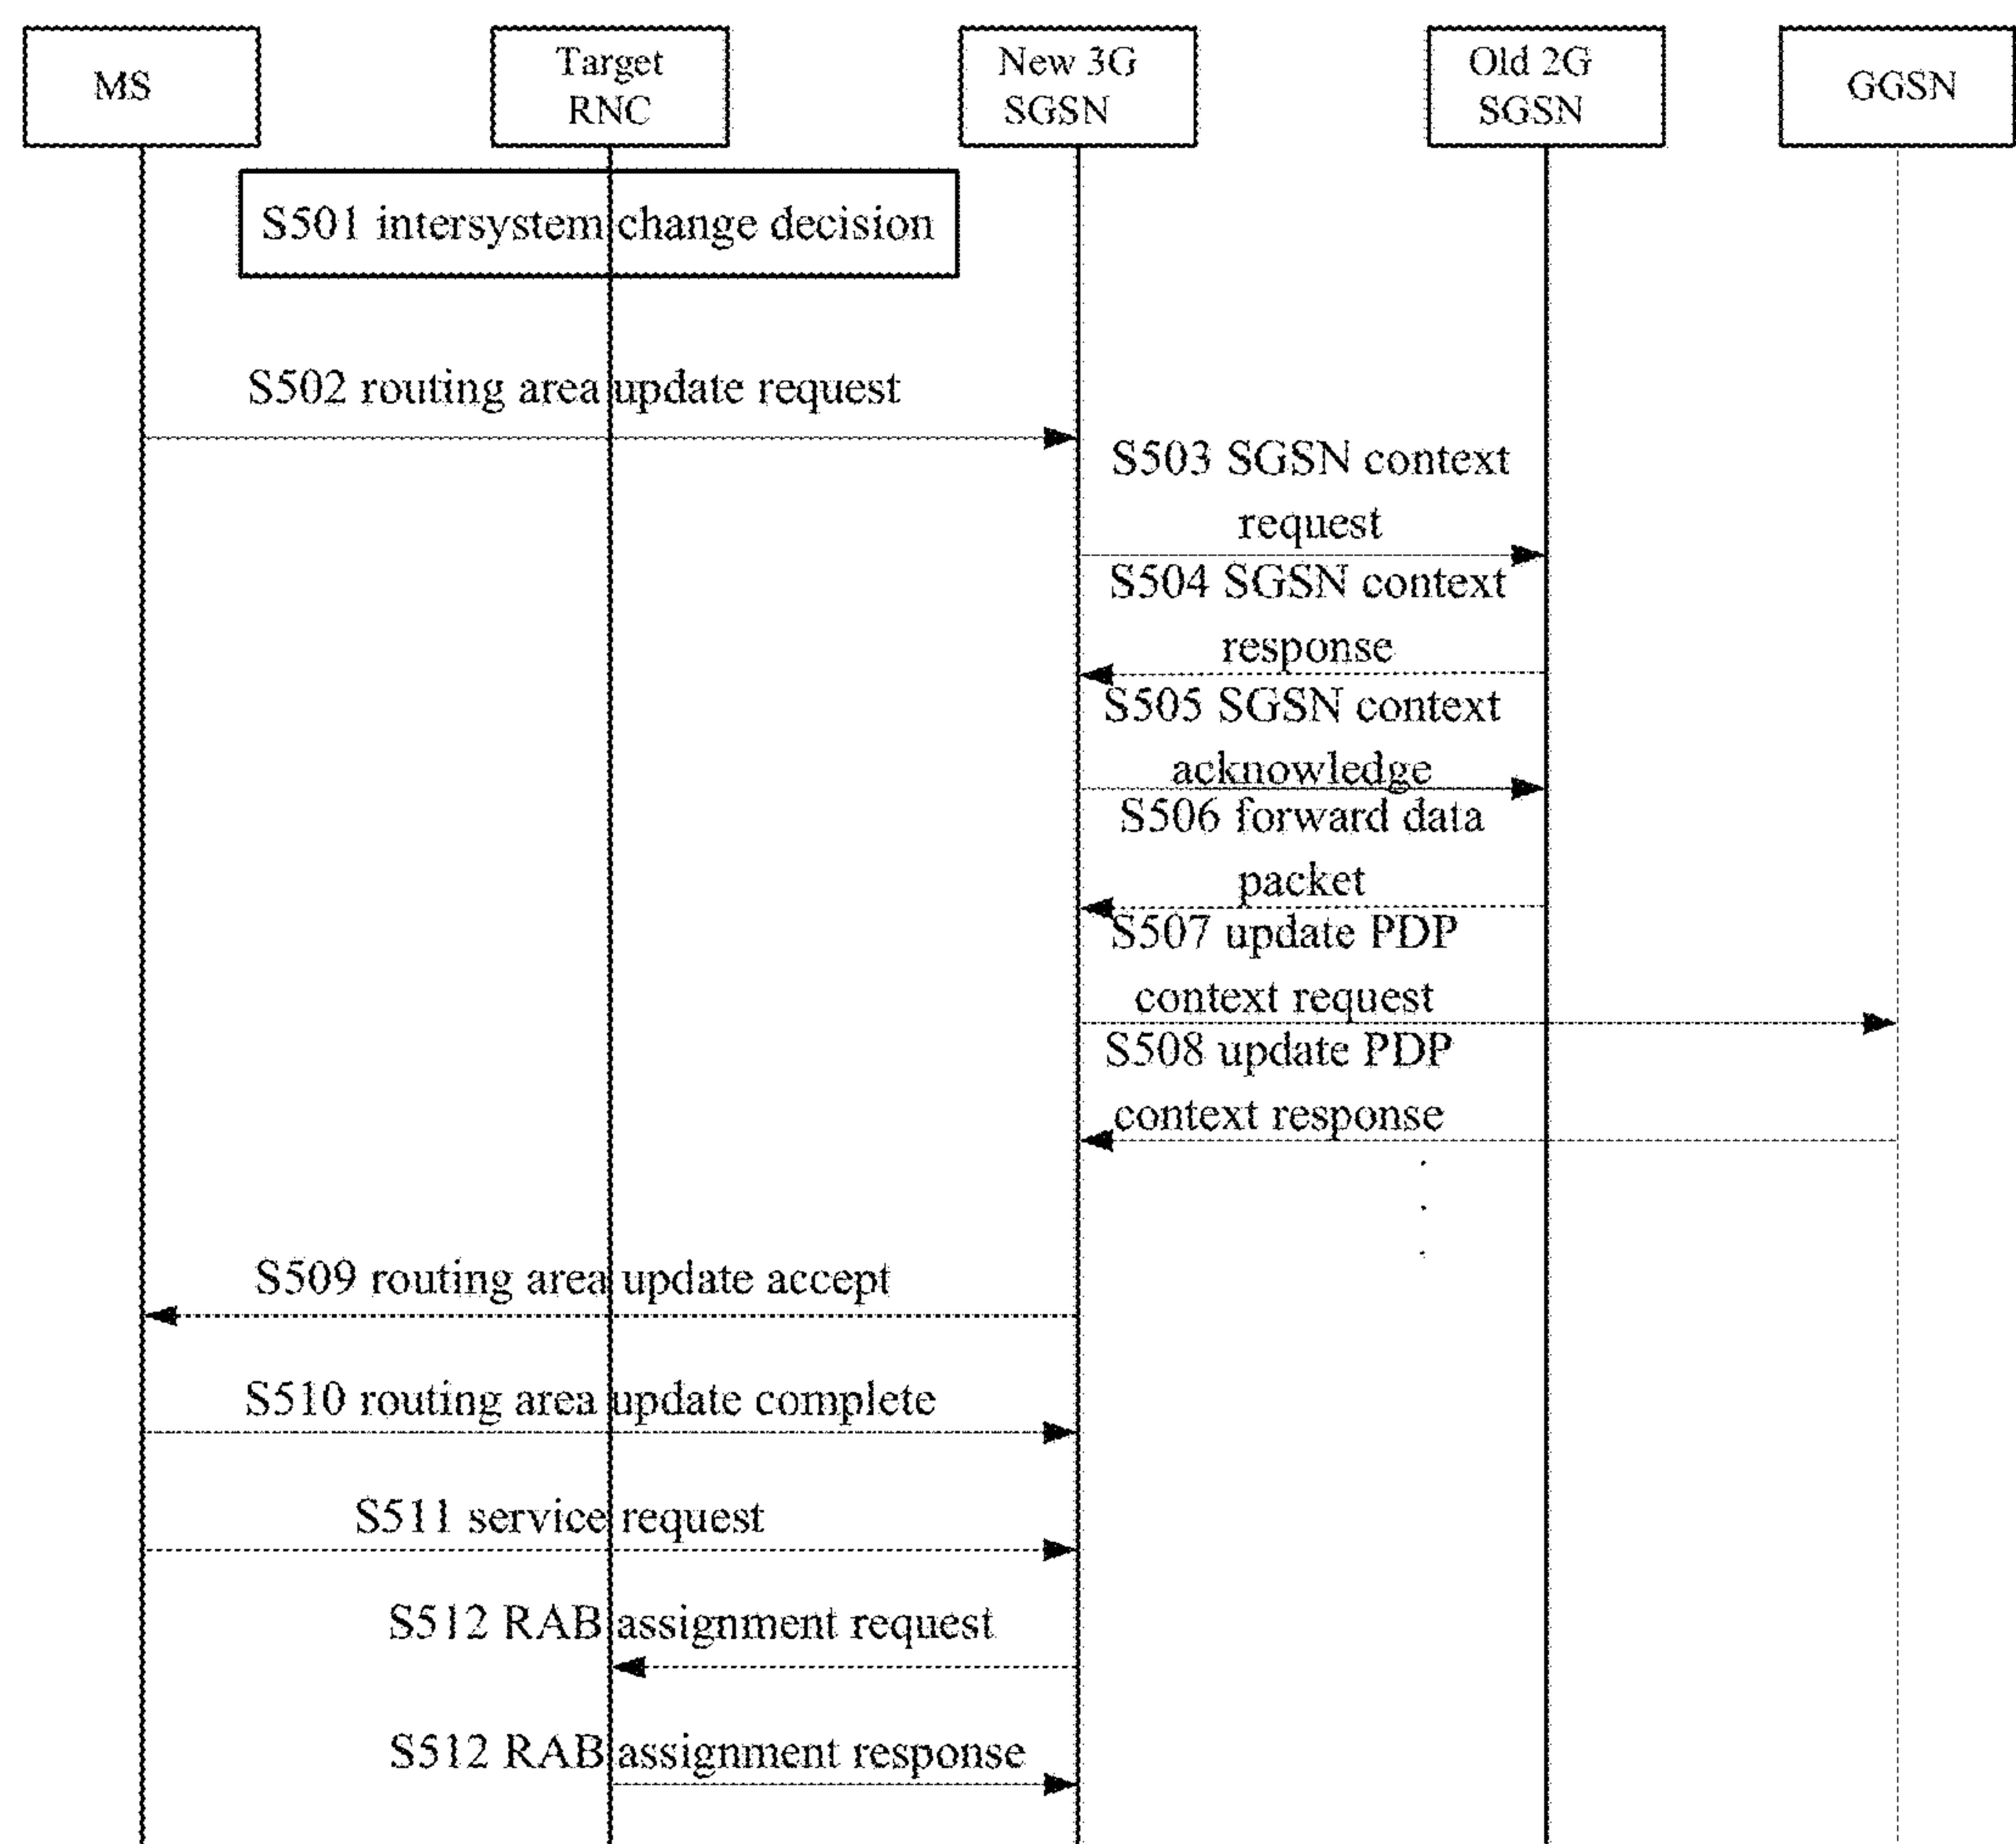 MS
Target
RNC
New 3G
SGSN
Old 2G
SGSN
GGSN
S501 intersystem change decision
S502 routing area update request
S503 SGSN context
request
S504 SGSN context
response
S505 SGSN context
acknowledge
S506 forward data
packet
S507 update PDP
context request
S508 update PDP
context response
S509 routing area update accept
S510 routing area update complete
S511 service request
S512 RAB assignment request
S512 RAB assignment response